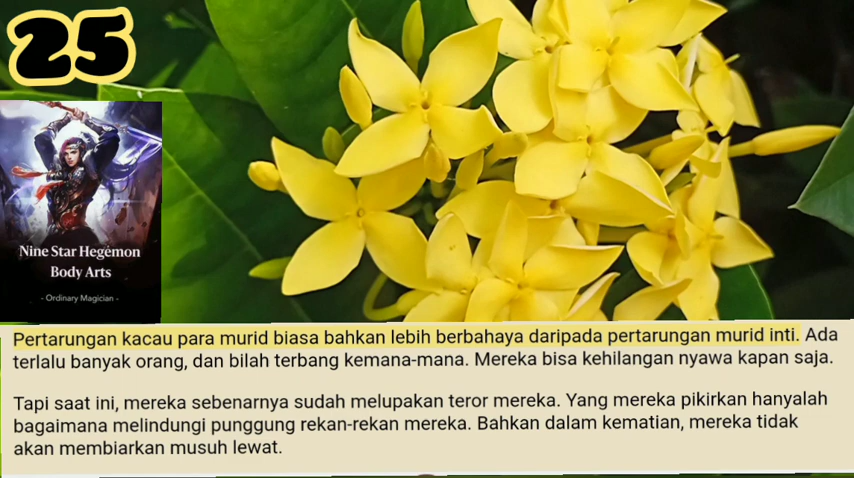 25
Nine Star Hegemon
Body Arts
- Ordinary Magician -
Pertarungan kacau para murid biasa bahkan lebih berbahaya daripada pertarungan murid inti. Ada
terlalu banyak orang, dan bilah terbang kemana-mana. Mereka bisa kehilangan nyawa kapan saja.
Tapi saat ini, mereka sebenarnya sudah melupakan teror mereka. Yang mereka pikirkan hanyalah
bagaimana melindungi punggung rekan-rekan mereka. Bahkan dalam kematian, mereka tidak
akan membiarkan musuh lewat.